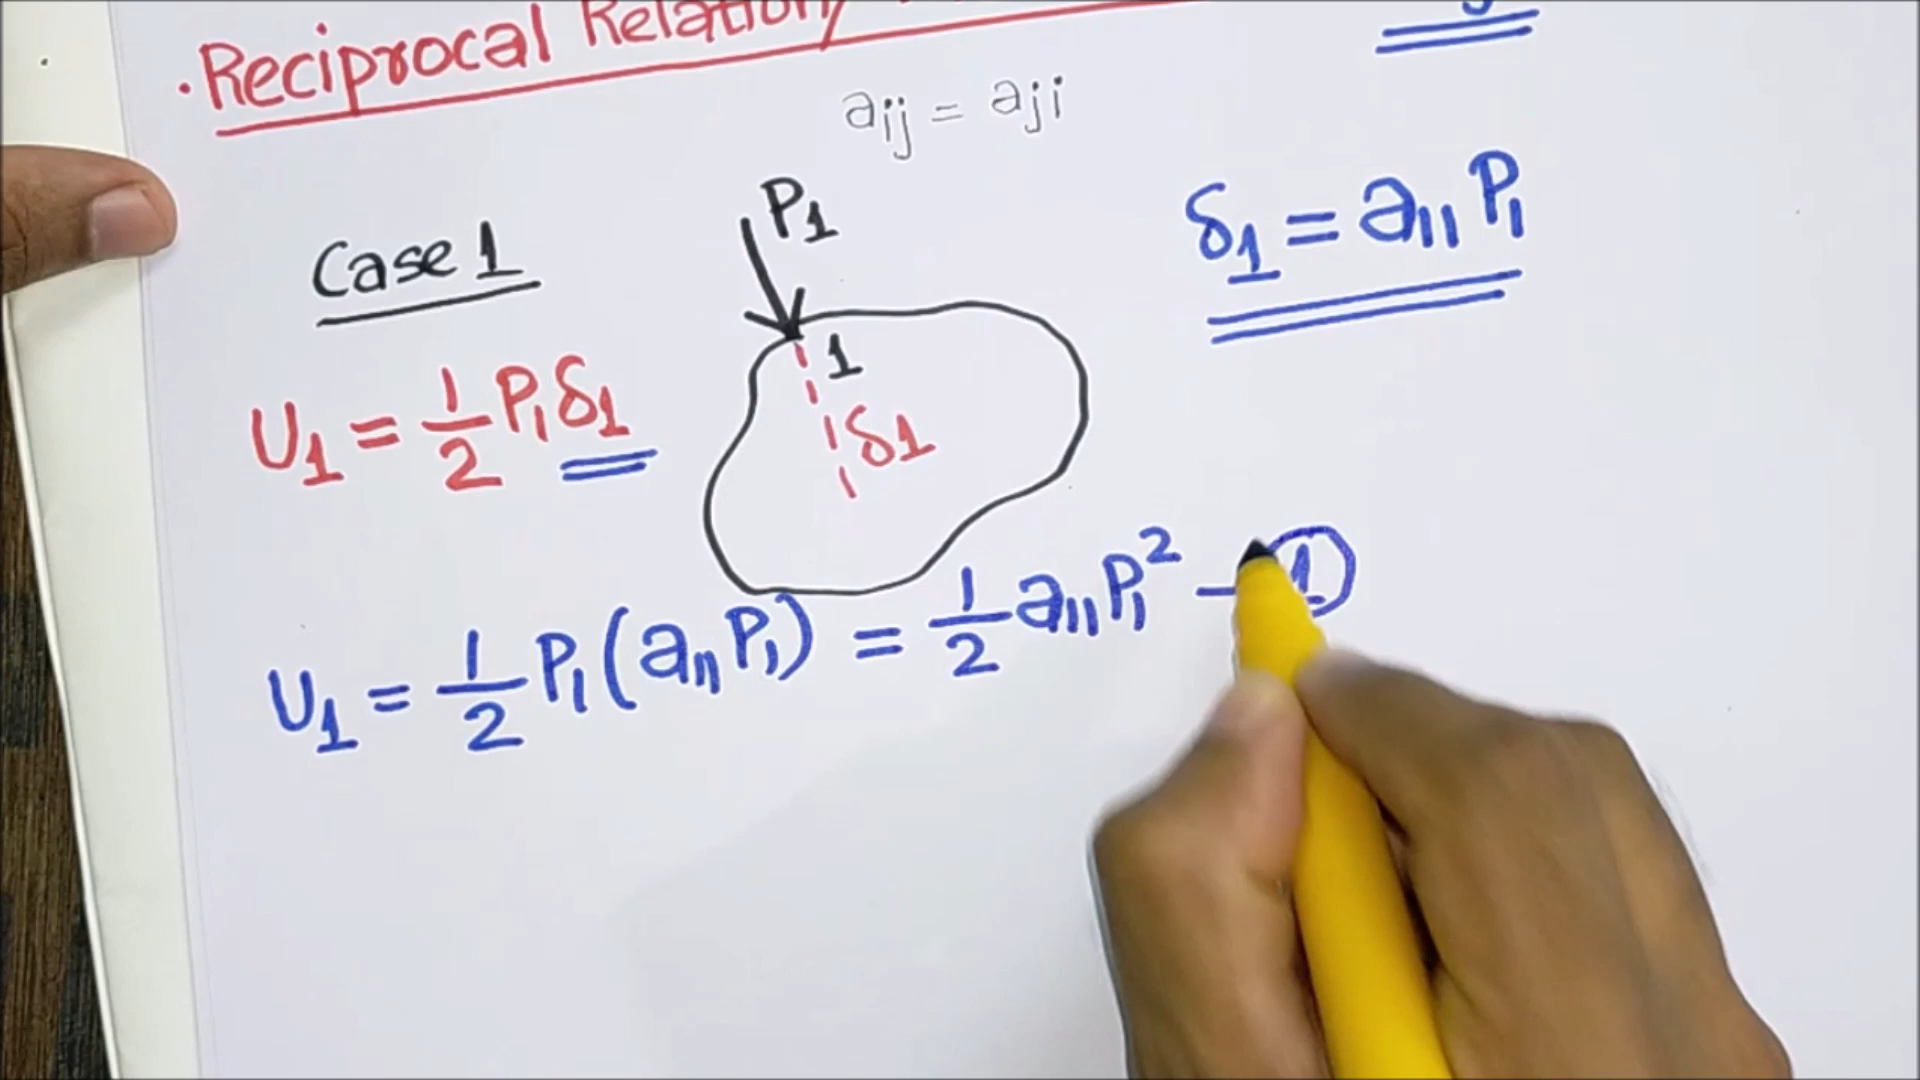 · Reciprocal Relation
aij = aji
Case 1
P1
δ1 = a11 P1
1
U1 = 1/2 P1 δ1
δ1
U1 = 1/2 P1 (a11 P1) = 1/2 a11 P1² – ①